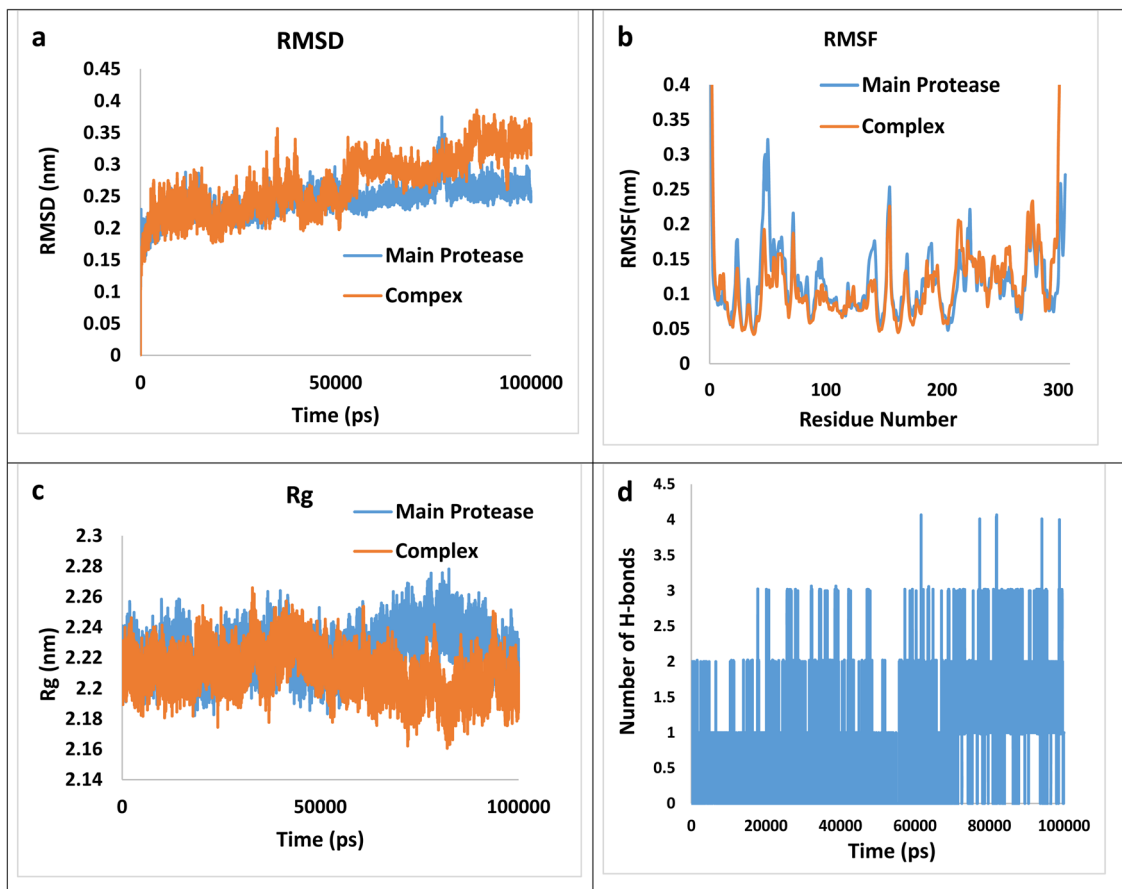 a
RMSD
0.45
0.4
0.35
0.3
0.25
0.2
0.15
0.1
0.05
0
RMSD (nm)
Main Protease
Compex
0 50000 100000
Time (ps)
b
RMSF
0.4
0.3
0.25
0.2
0.15
0.1
0.05
0
RMSF(nm)
Main Protease
Complex
0 100 200 300
Residue Number
c
Rg
Main Protease
Complex
2.3
2.28
2.26
2.24
2.22
2.2
2.18
2.16
2.14
Rg (nm)
0 50000 100000
Time (ps)
d
4.5
4
3.5
3
2.5
2
1.5
1
0.5
0
Number of H-bonds
0 20000 40000 60000 80000 100000
Time (ps)